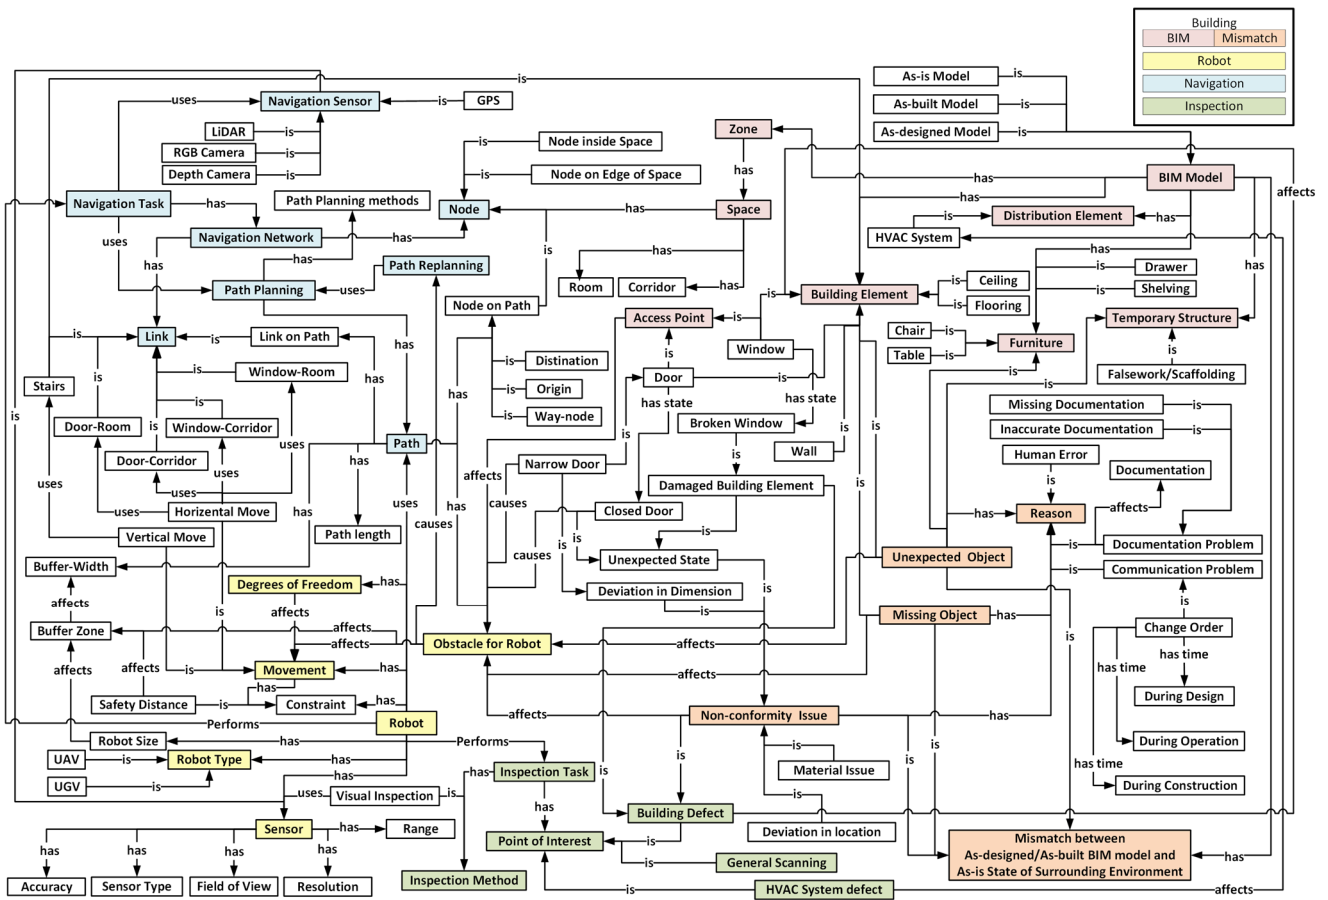 Building
BIM
Mismatch
Robot
Navigation
Inspection
As-is Model
is
is
As-built Model
As-designed Model
is
uses
Navigation Sensor
is
GPS
LiDAR
is
RGB Camera
is
Depth Camera
is
Zone
is
Node inside Space
is
Node on Edge of Space
has
has
BIM Model
affects
Navigation Task
has
Path Planning methods
Node
has
Space
has
is
Distribution Element
has
HVAC System
uses
Navigation Network
has
is
has
has
has
has
Path Replanning
has
Room
Corridor
has
Drawer
is
Shelving
is
Ceiling
is
Flooring
is
Path Planning
uses
Node on Path
is
Building Element
Access Point
is
Temporary Structure
is
Link
is
Link on Path
has
Window
Chair
is
Table
is
Furniture
is
Falsework/Scaffolding
is
Window-Room
Distination
is
is
Door
is
is
is
Stairs
is
has
Origin
is
has
has state
has state
is
Way-node
is
Door-Room
Window-Corridor
is
Broken Window
Missing Documentation
is
Inaccurate Documentation
is
Path
uses
is
Wall
is
is
Human Error
Documentation
Door-Corridor
has
Narrow Door
affects
is
Damaged Building Element
is
is
uses
uses
uses
causes
uses
Horizental Move
has
uses
causes
Closed Door
has
Reason
affects
Path length
has
is
Vertical Move
causes
is
is
Unexpected State
is
Unexpected Object
is
Documentation Problem
Buffer-Width
is
Communication Problem
Degrees of Freedom
has
Deviation in Dimension
is
affects
affects
is
is
Missing Object
has
is
Change Order
Buffer Zone
affects
affects
Obstacle for Robot
affects
is
has time
has time
affects
affects
is
Movement
has
affects
During Design
has
Safety Distance
is
Constraint
has
Performs
Robot
affects
Non-conformity Issue
has
Robot Size
has
Performs
is
is
is
During Operation
UAV
is
Robot Type
has
has
Inspection Task
is
Material Issue
has time
UGV
is
has
uses
Visual Inspection
is
has
is
During Construction
Sensor
has
Range
Building Defect
Deviation in location
has
has
has
has
Point of Interest
is
Mismatch between
As-designed/As-built BIM model and
As-is State of Surrounding Environment
has
is
General Scanning
Accuracy
Sensor Type
Field of View
Resolution
Inspection Method
is
HVAC System defect
affects